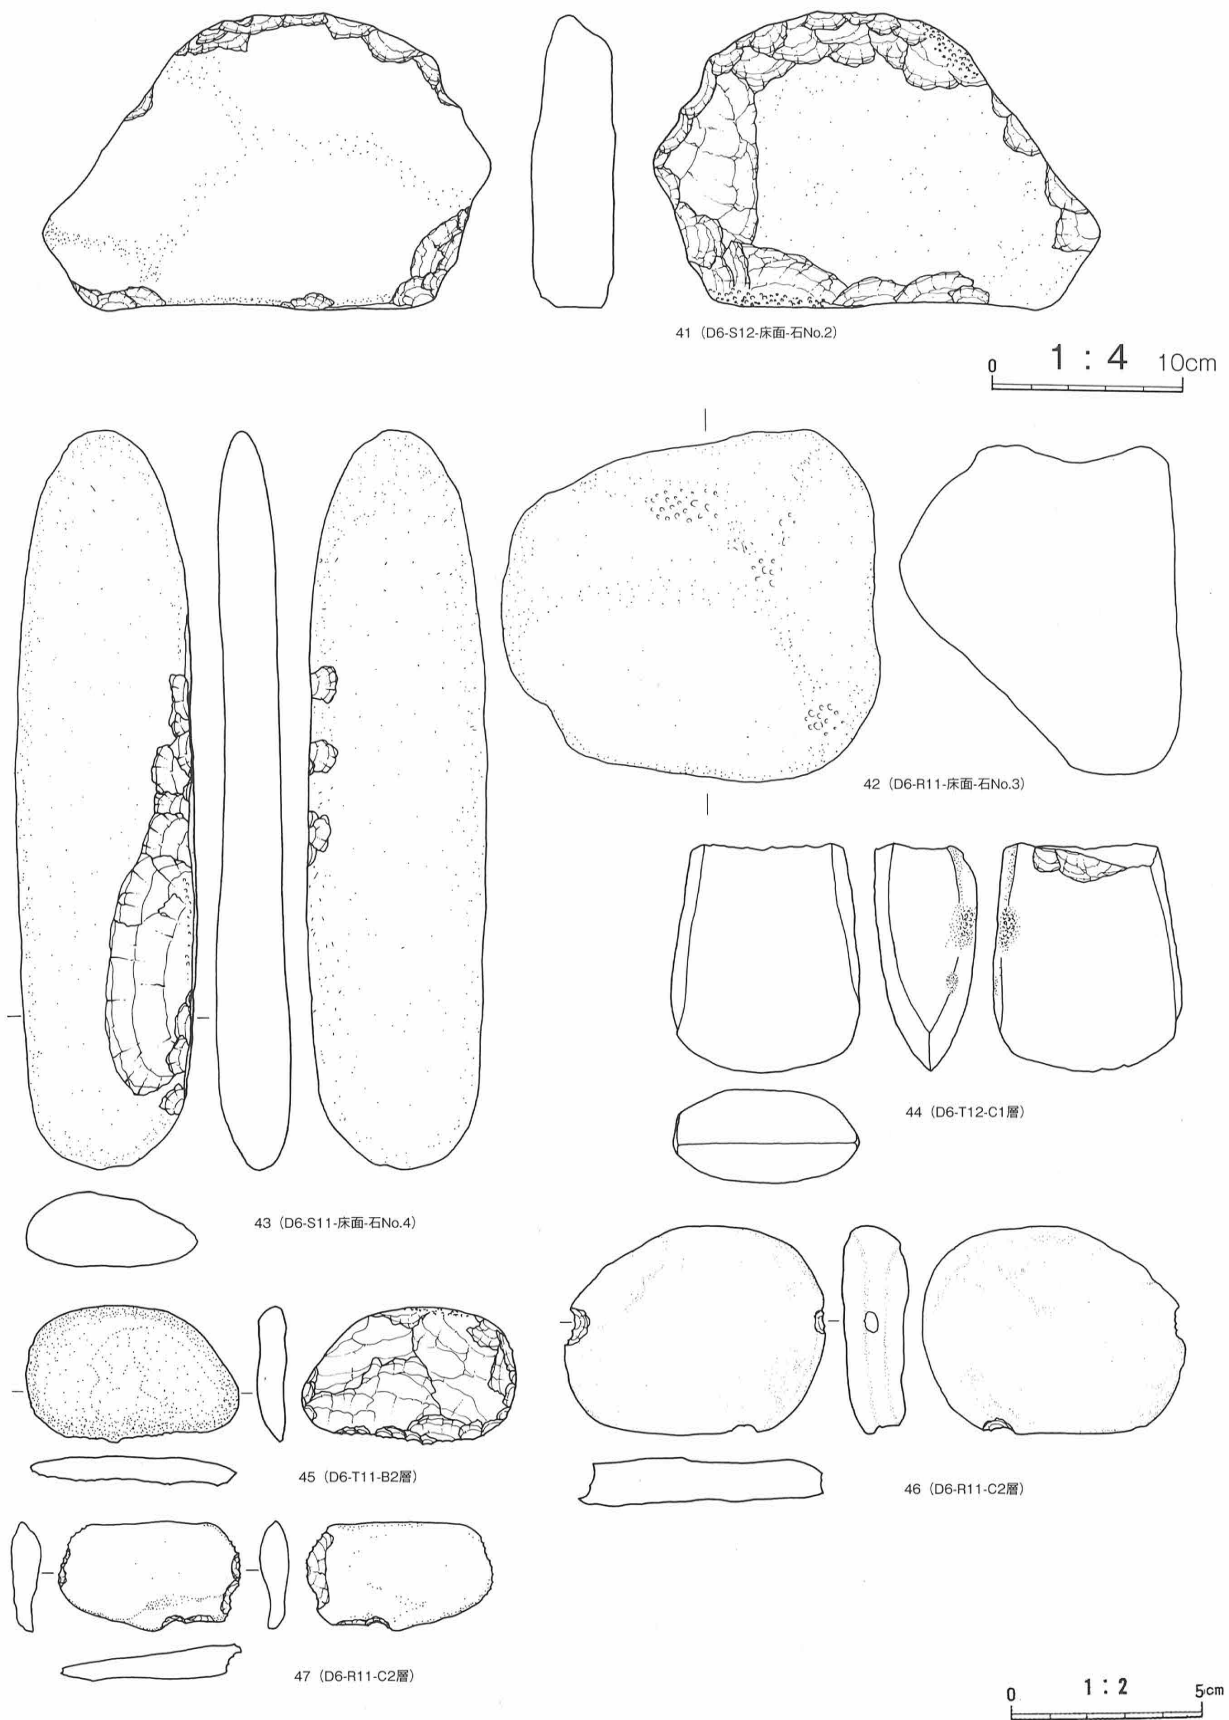 41（D6-S12-床面-石No.2）
0 1：4 10cm
42（D6-R11-床面-石No.3）
44（D6-T12-C1層）
43（D6-S11-床面-石No.4）
45（D6-T11-B2層）
46（D6-R11-C2層）
47（D6-R11-C2層）
0 1：2 5cm